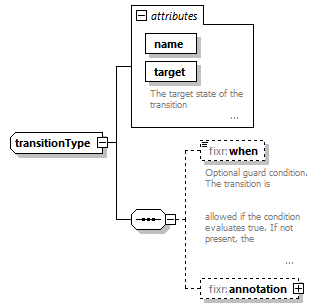 attributes
name
target
The target state of the
transition
...
transitionType
fixr:when
Optional guard condition.
The transition is
allowed if the condition
evaluates true. If not
present, the
...
fixr:annotation